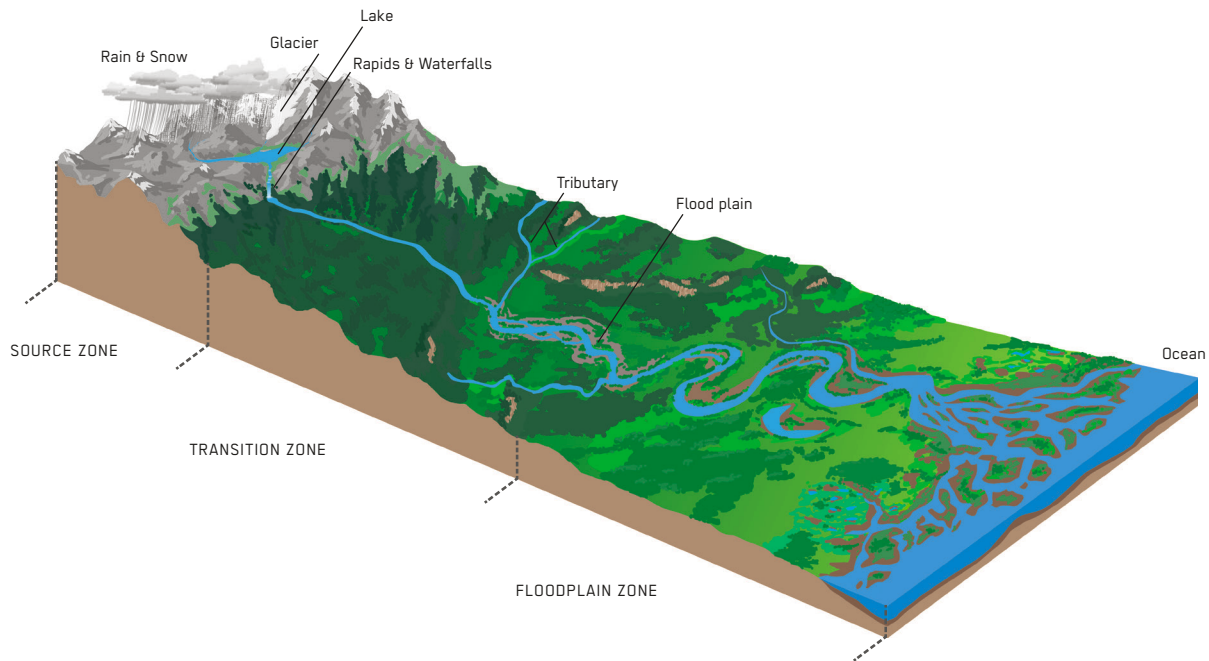 Lake
Glacier
Rain & Snow
Rapids & Waterfalls
Tributary
Flood plain
SOURCE ZONE
Ocean
TRANSITION ZONE
FLOODPLAIN ZONE